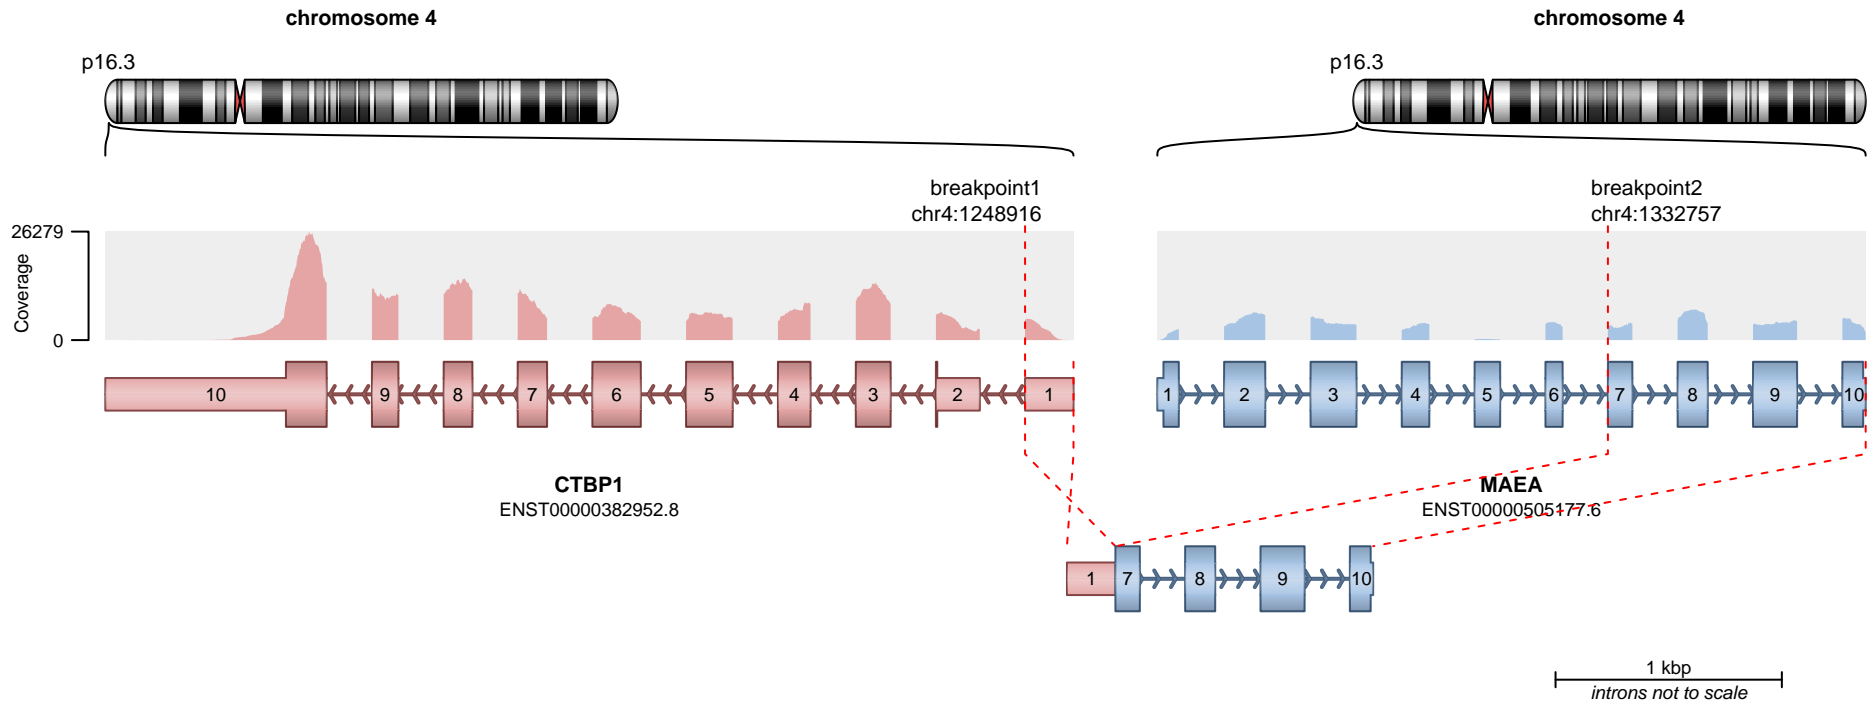 chromosome 4
chromosome 4
p16.3
p16.3
breakpoint1
chr4:1248916
breakpoint2
chr4:1332757
26279
Coverage
0
10 9 8 7 6 5 4 3 2 1
1 2 3 4 5 6 7 8 9 10
CTBP1
ENST00000382952.8
MAEA
ENST00000505177.6
1 7 8 9 10
1 kbp
introns not to scale